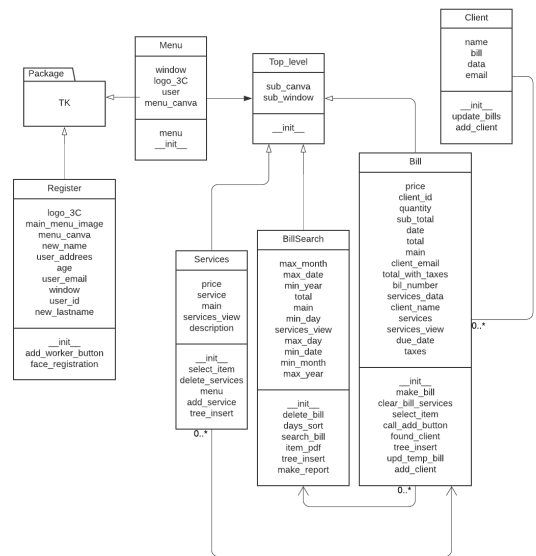 Client
name
bill
data
email
__init__
update_bills
add_client
Menu
window
logo_3C
user
menu_canva
menu
__init__
Top_level
sub_canva
sub_window
__init__
Package
TK
Register
logo_3C
main_menu_image
menu_canva
new_name
user_addrees
age
user_email
window
user_id
new_lastname
__init__
add_worker_button
face_registration
Services
price
service
main
services_view
description
__init__
select_item
delete_services
menu
add_service
tree_insert
0..*
BillSearch
max_month
max_date
min_year
total
main
min_day
services_view
max_day
min_date
min_month
max_year
__init__
delete_bill
days_sort
search_bill
item_pdf
tree_insert
make_report
Bill
price
client_id
quantity
sub_total
date
total
main
client_email
total_with_taxes
bil_number
services_data
client_name
services
services_view
due_date
taxes
__init__
make_bill
clear_bill_services
select_item
call_add_button
found_client
tree_insert
upd_temp_bill
add_client
0..*
0..*